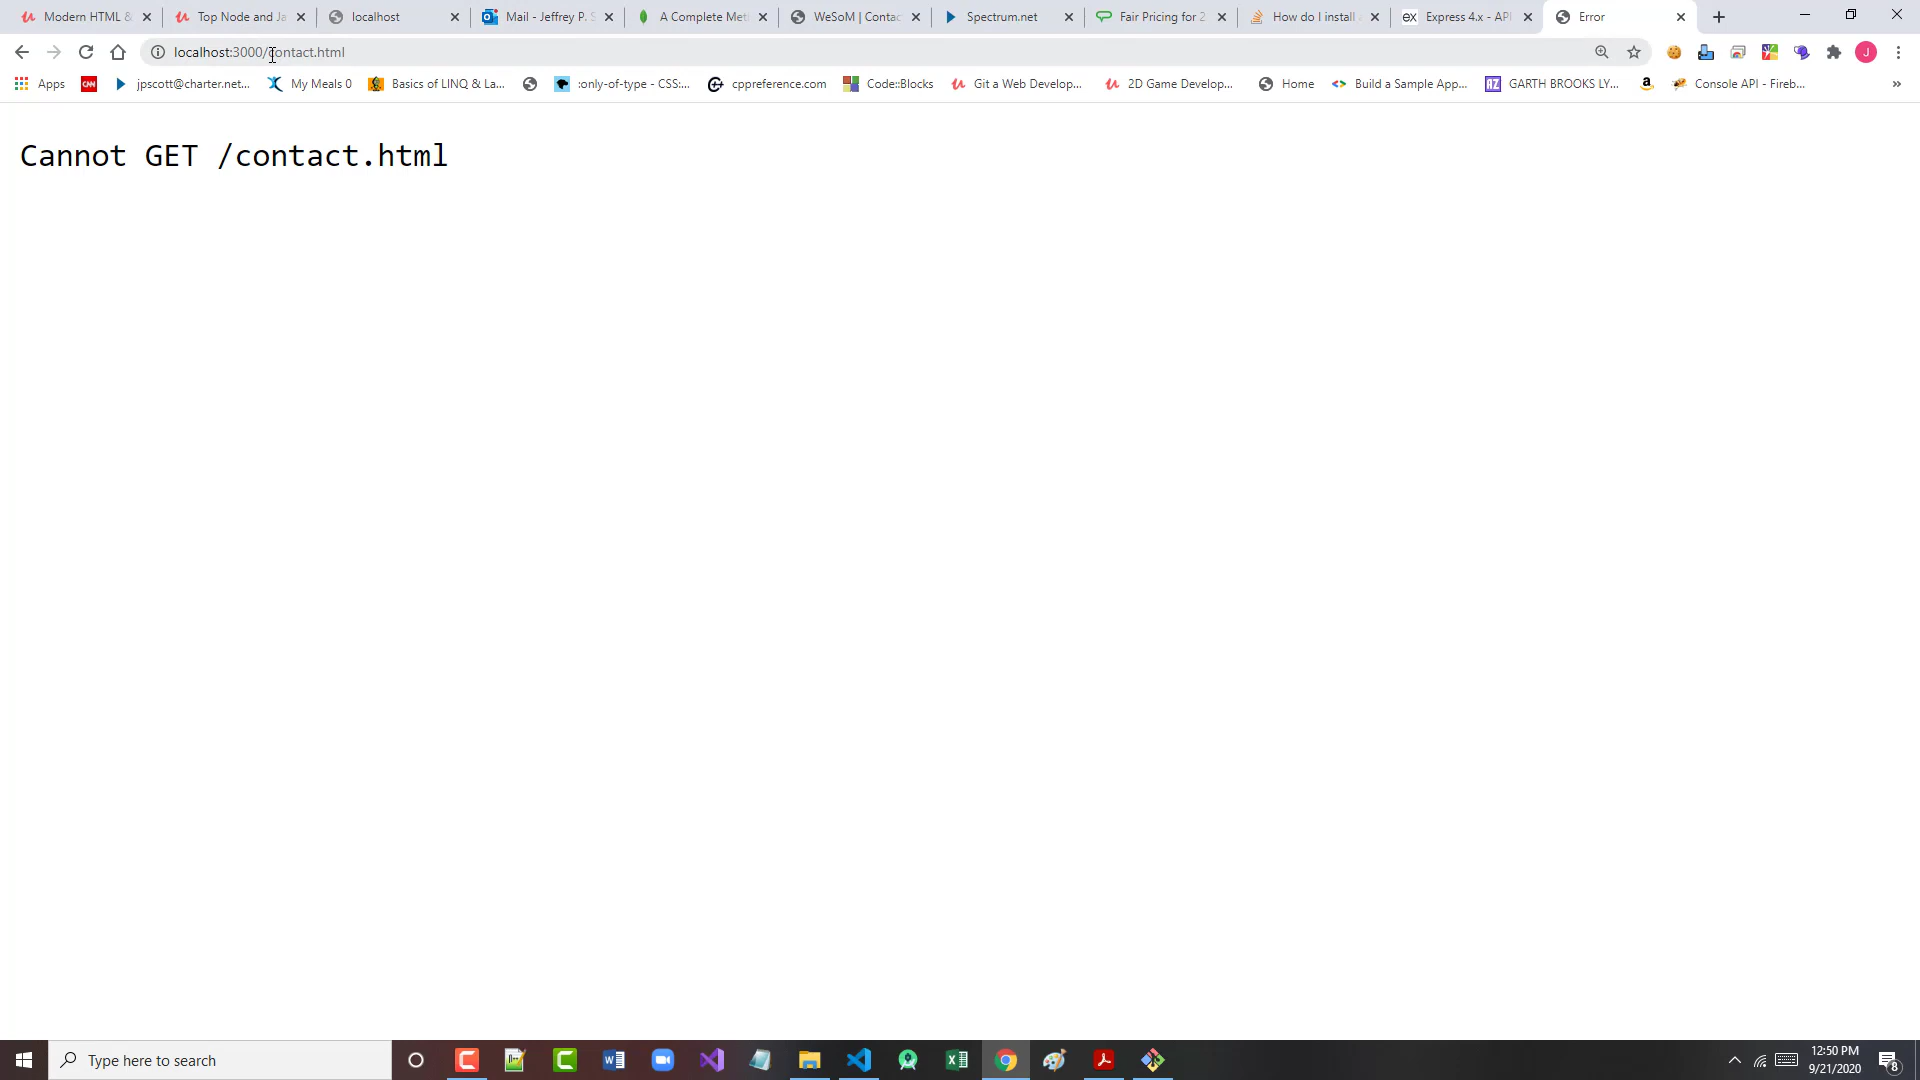 Modern HTML &
Top Node and Ja
localhost
Mail - Jeffrey P. S
A Complete Met
WeSoM | Contac
Spectrum.net
Fair Pricing for 2
How do I install
Express 4.x - API
Error
localhost:3000/contact.html
Apps
CNN
jpscott@charter.net...
My Meals 0
Basics of LINQ & La...
:only-of-type - CSS:...
cppreference.com
Code::Blocks
Git a Web Develop...
2D Game Develop...
Home
Build a Sample App...
GARTH BROOKS LY...
Console API - Fireb...
Cannot GET /contact.html
Type here to search
12:50 PM
9/21/2020
8